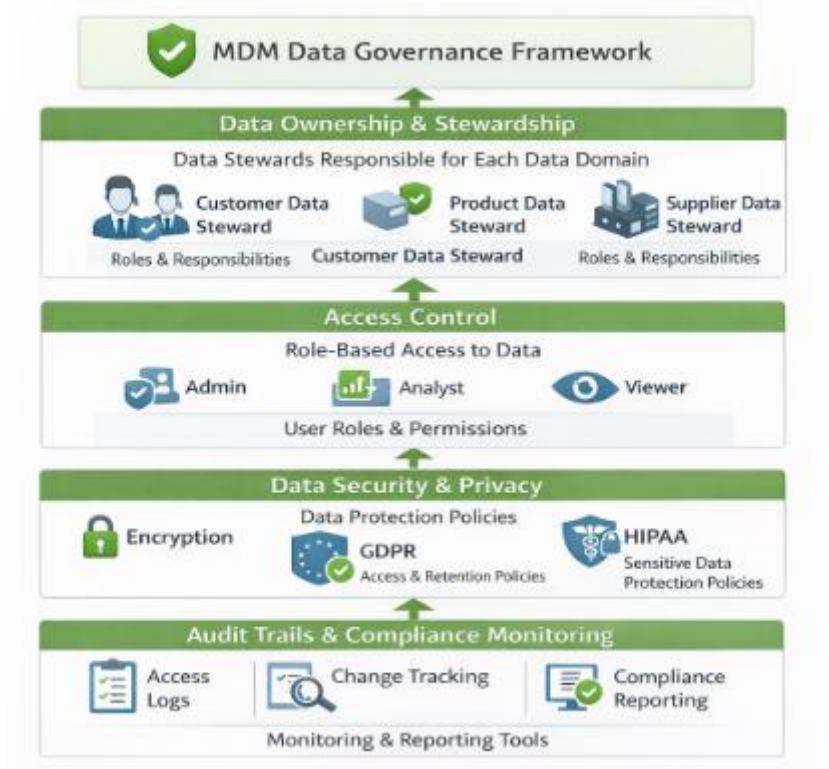 MDM Data Governance Framework
Data Ownership & Stewardship
Data Stewards Responsible for Each Data Domain
Customer Data
Steward
Product Data
Steward
Supplier Data
Steward
Roles & Responsibilities
Customer Data Steward
Roles & Responsibilities
Access Control
Role-Based Access to Data
Admin
Analyst
Viewer
User Roles & Permissions
Data Security & Privacy
Data Protection Policies
Encryption
GDPR
Access & Retention Policies
HIPAA
Sensitive Data
Protection Policies
Audit Trails & Compliance Monitoring
Access
Logs
Change Tracking
Compliance
Reporting
Monitoring & Reporting Tools